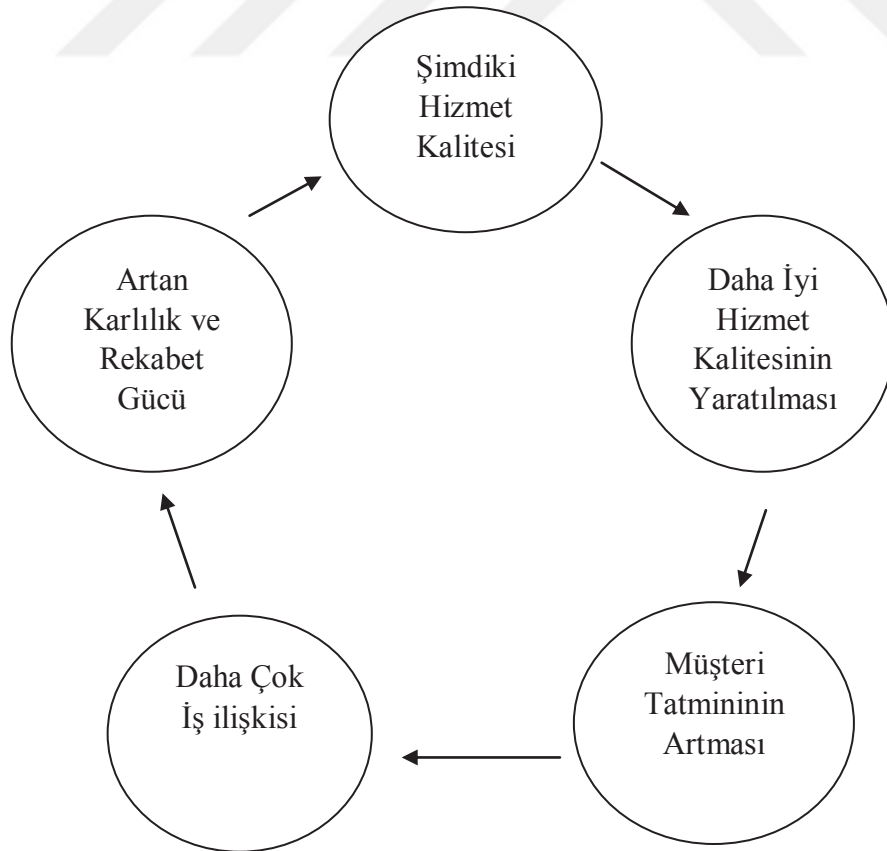 Şimdiki
Hizmet
Kalitesi
Artan
Karlılık ve
Rekabet
Gücü
Daha İyi
Hizmet
Kalitesinin
Yaratılması
Daha Çok
İş ilişkisi
Müşteri
Tatmininin
Artması